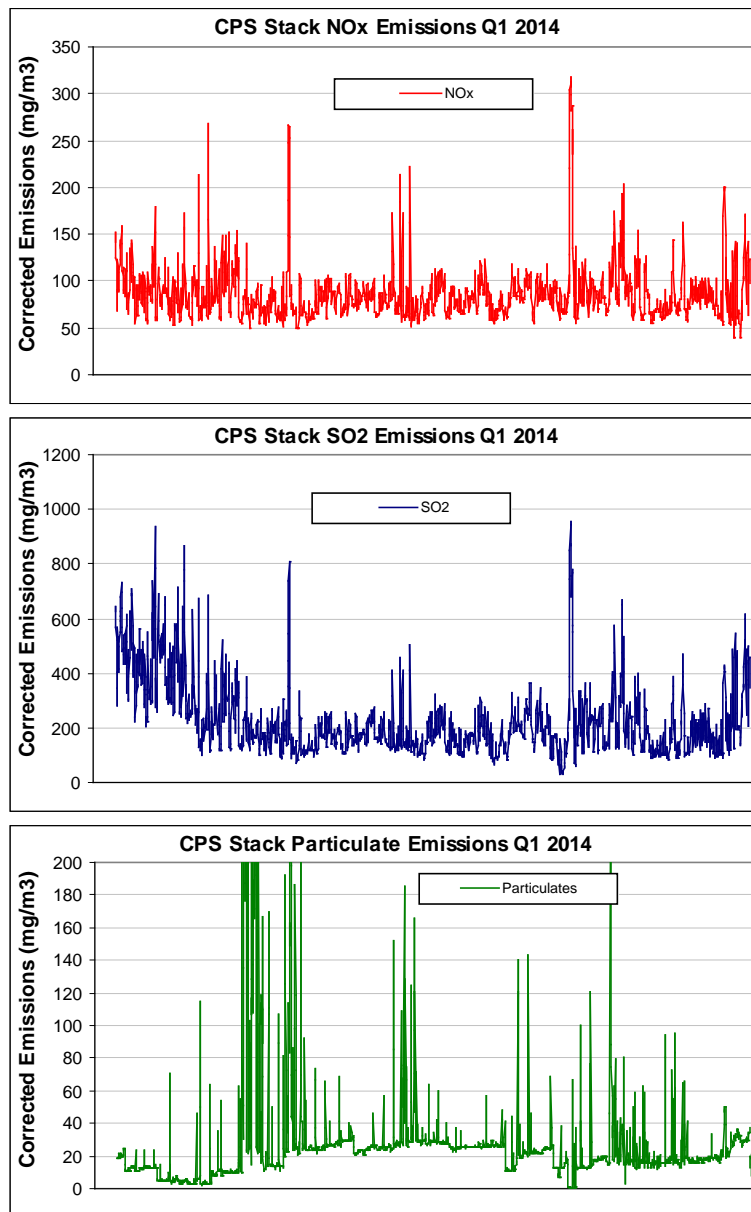 CPS Stack NOx Emissions Q1 2014
Corrected Emissions (mg/m3)
350
300
250
200
150
100
50
0
NOx
CPS Stack SO2 Emissions Q1 2014
Corrected Emissions (mg/m3)
1200
1000
800
600
400
200
0
SO2
CPS Stack Particulate Emissions Q1 2014
Corrected Emissions (mg/m3)
200
180
160
140
120
100
80
60
40
20
0
Particulates